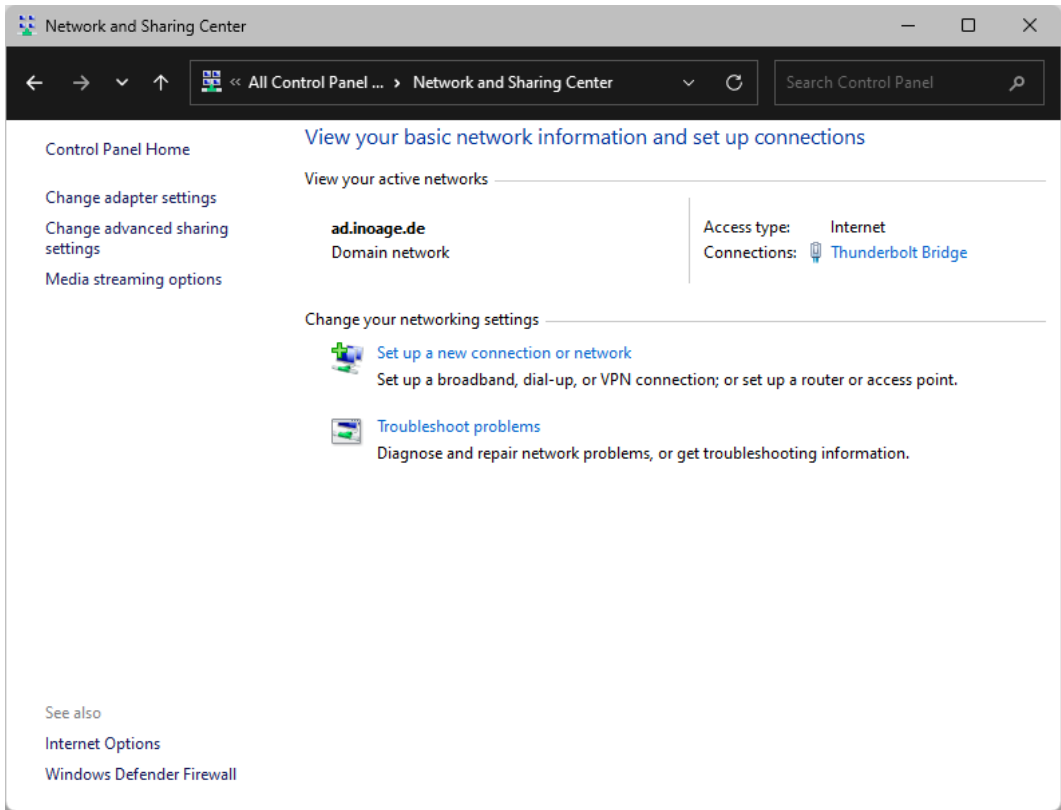 Network and Sharing Center
« All Control Panel ... › Network and Sharing Center
Search Control Panel
Control Panel Home
Change adapter settings
Change advanced sharing
settings
Media streaming options
View your basic network information and set up connections
View your active networks
ad.inoage.de
Domain network
Access type: Internet
Connections: Thunderbolt Bridge
Change your networking settings
Set up a new connection or network
Set up a broadband, dial-up, or VPN connection; or set up a router or access point.
Troubleshoot problems
Diagnose and repair network problems, or get troubleshooting information.
See also
Internet Options
Windows Defender Firewall